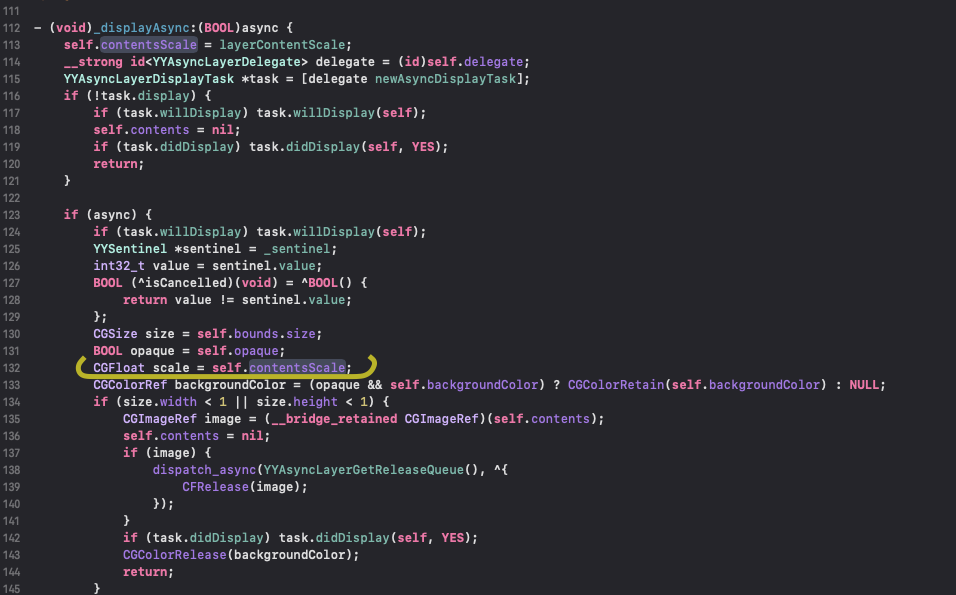 111
112 - (void)_displayAsync:(BOOL)async {
113 self.contentsScale = layerContentScale;
114 __strong id<YYAsyncLayerDelegate> delegate = (id)self.delegate;
115 YYAsyncLayerDisplayTask *task = [delegate newAsyncDisplayTask];
116 if (!task.display) {
117 if (task.willDisplay) task.willDisplay(self);
118 self.contents = nil;
119 if (task.didDisplay) task.didDisplay(self, YES);
120 return;
121 }
122
123 if (async) {
124 if (task.willDisplay) task.willDisplay(self);
125 YYSentinel *sentinel = _sentinel;
126 int32_t value = sentinel.value;
127 BOOL (^isCancelled)(void) = ^BOOL() {
128 return value != sentinel.value;
129 };
130 CGSize size = self.bounds.size;
131 BOOL opaque = self.opaque;
132 CGFloat scale = self.contentsScale;
133 CGColorRef backgroundColor = (opaque && self.backgroundColor) ? CGColorRetain(self.backgroundColor) : NULL;
134 if (size.width < 1 || size.height < 1) {
135 CGImageRef image = (__bridge_retained CGImageRef)(self.contents);
136 self.contents = nil;
137 if (image) {
138 dispatch_async(YYAsyncLayerGetReleaseQueue(), ^{
139 CFRelease(image);
140 });
141 }
142 if (task.didDisplay) task.didDisplay(self, YES);
143 CGColorRelease(backgroundColor);
144 return;
145 }